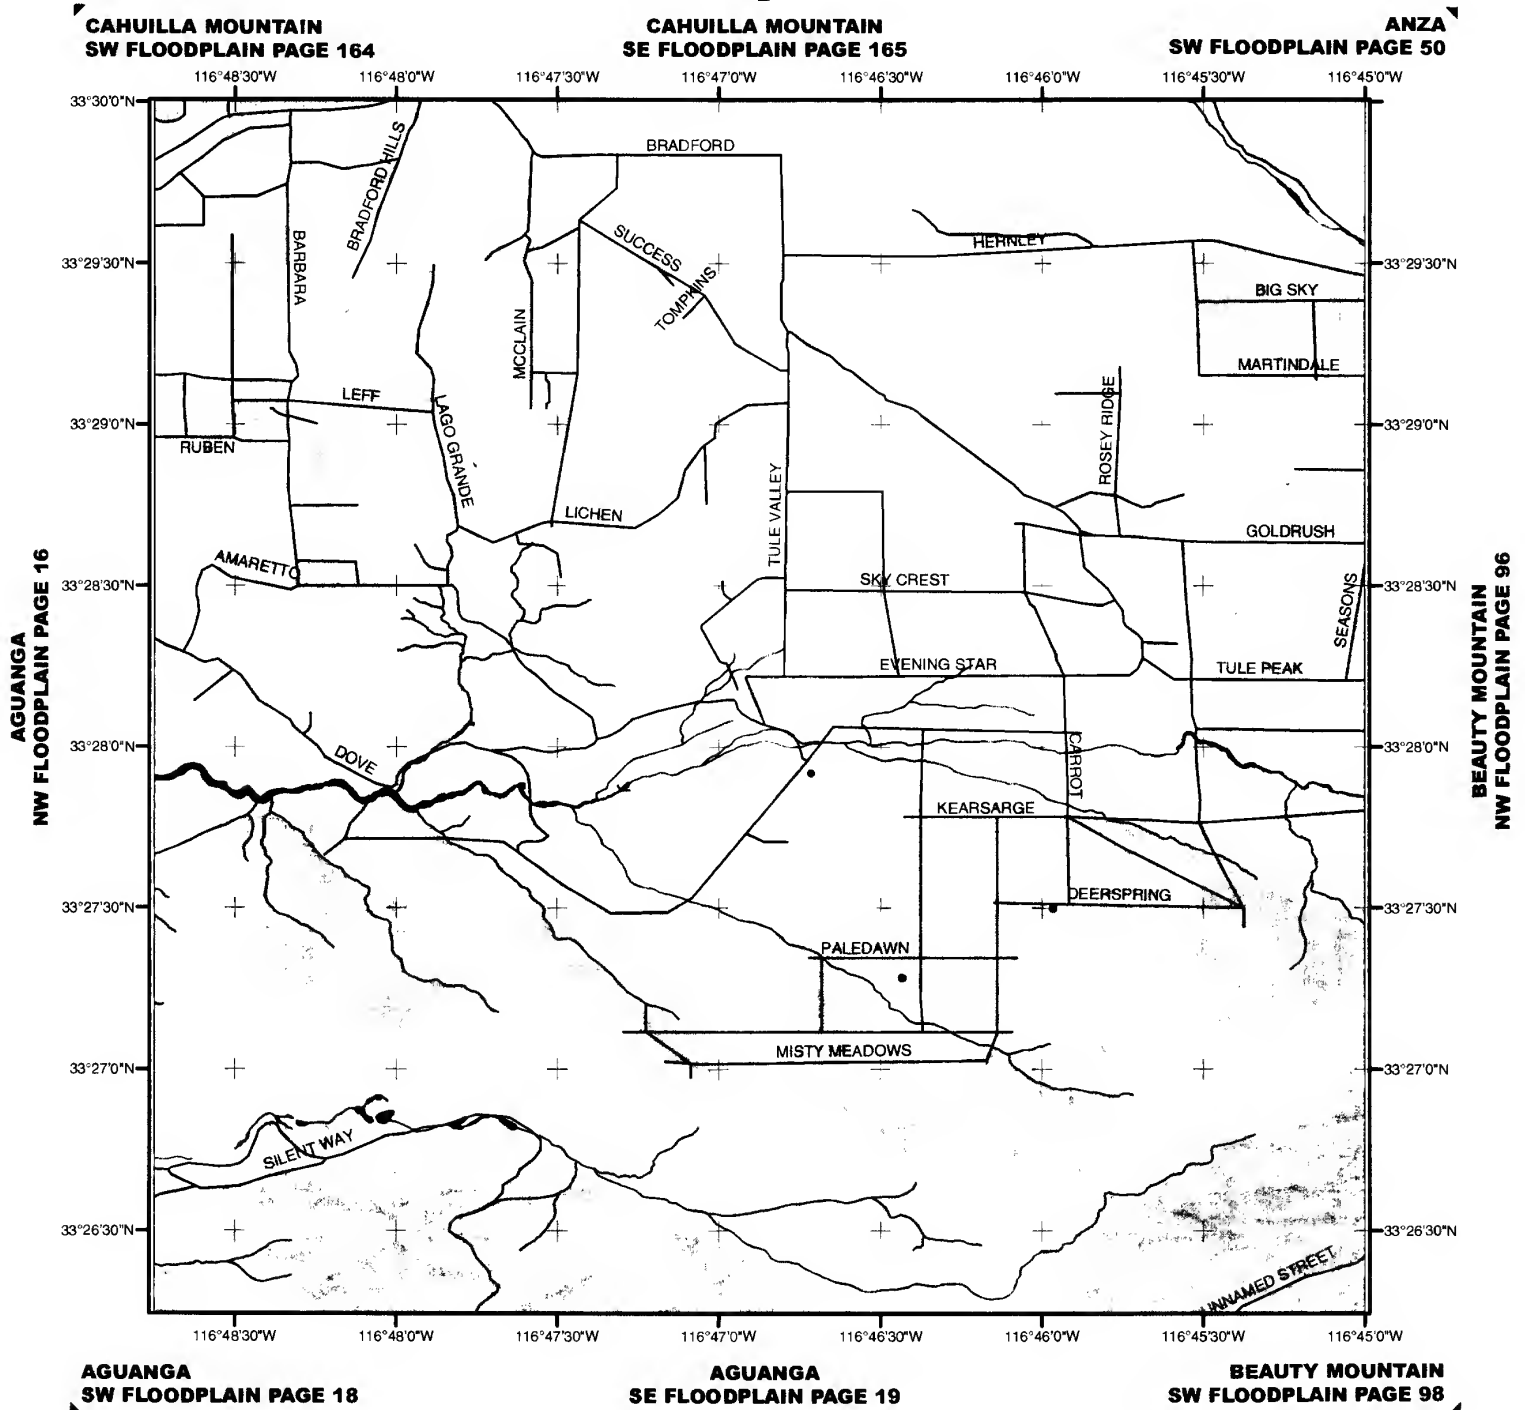 CAHUILLA MOUNTAIN
SW FLOODPLAIN PAGE 164
CAHUILLA MOUNTAIN
SE FLOODPLAIN PAGE 165
ANZA
SW FLOODPLAIN PAGE 50
116°48'30"W
116°48'0"W
116°47'30"W
116°47'0"W
116°46'30"W
116°46'0"W
116°45'30"W
116°45'0"W
33°30'0"N
BRADFORD HILLS
BRADFORD
BARBARA
SUCCESS
HERNLEY
33°29'30"N
33°29'30"N
TOMPKINS
BIG SKY
MCCLAIN
MARTINDALE
LEFF
LAGO GRANDE
ROSEY RIDGE
33°29'0"N
33°29'0"N
RUBEN
TULE VALLEY
LICHEN
GOLDRUSH
AMARETTO
SKY CREST
SEASONS
33°28'30"N
33°28'30"N
AGUANGA
NW FLOODPLAIN PAGE 16
BEAUTY MOUNTAIN
NW FLOODPLAIN PAGE 96
EVENING STAR
TULE PEAK
33°28'0"N
33°28'0"N
DOVE
CARROT
KEARSARGE
DEERSPRING
33°27'30"N
33°27'30"N
PALEDAWN
MISTY MEADOWS
33°27'0"N
33°27'0"N
SILENT WAY
33°26'30"N
33°26'30"N
UNNAMED STREET
116°48'30"W
116°48'0"W
116°47'30"W
116°47'0"W
116°46'30"W
116°46'0"W
116°45'30"W
116°45'0"W
AGUANGA
SW FLOODPLAIN PAGE 18
AGUANGA
SE FLOODPLAIN PAGE 19
BEAUTY MOUNTAIN
SW FLOODPLAIN PAGE 98